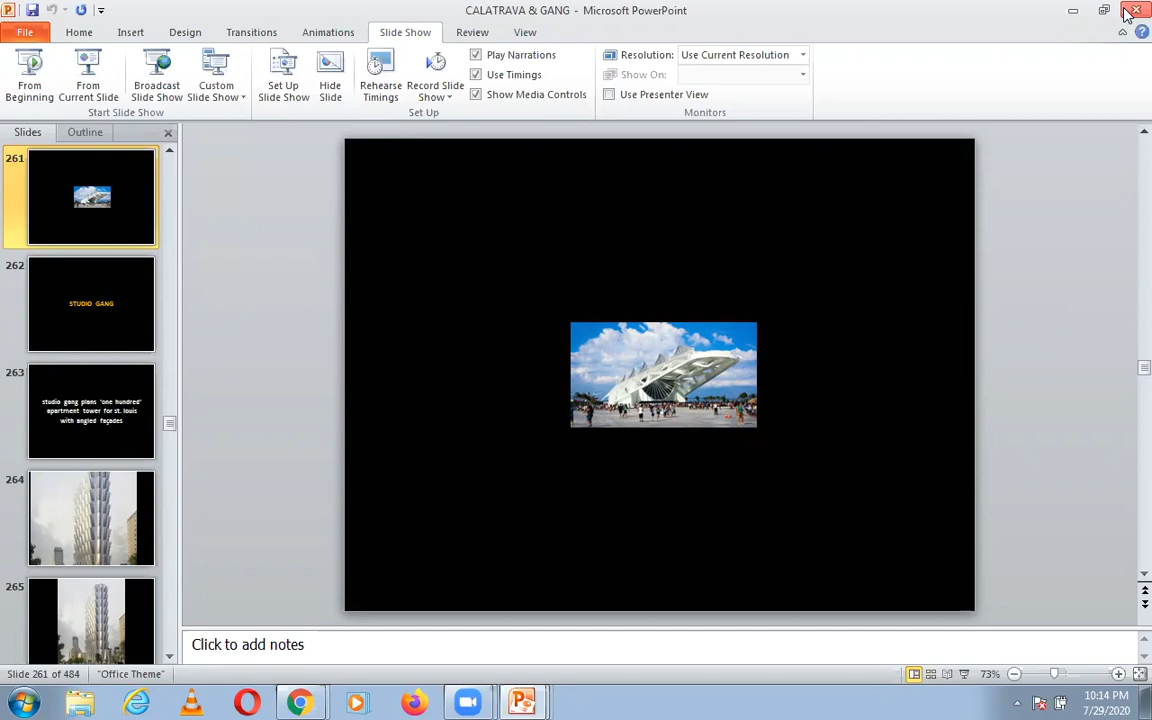 CALATRAVA & GANG - Microsoft PowerPoint
File Home Insert Design Transitions Animations Slide Show Review View
From Beginning
From Current Slide
Broadcast Slide Show
Custom Slide Show
Start Slide Show
Set Up Slide Show
Hide Slide
Rehearse Timings
Record Slide Show
Play Narrations
Use Timings
Show Media Controls
Set Up
Resolution: Use Current Resolution
Show On:
Use Presenter View
Monitors
Slides Outline
261
262
STUDIO GANG
263
studio gang plans 'one hundred'
apartment tower for st. louis
with angled façades
264
265
Click to add notes
Slide 261 of 484 "Office Theme" 73%
10:14 PM
7/29/2020